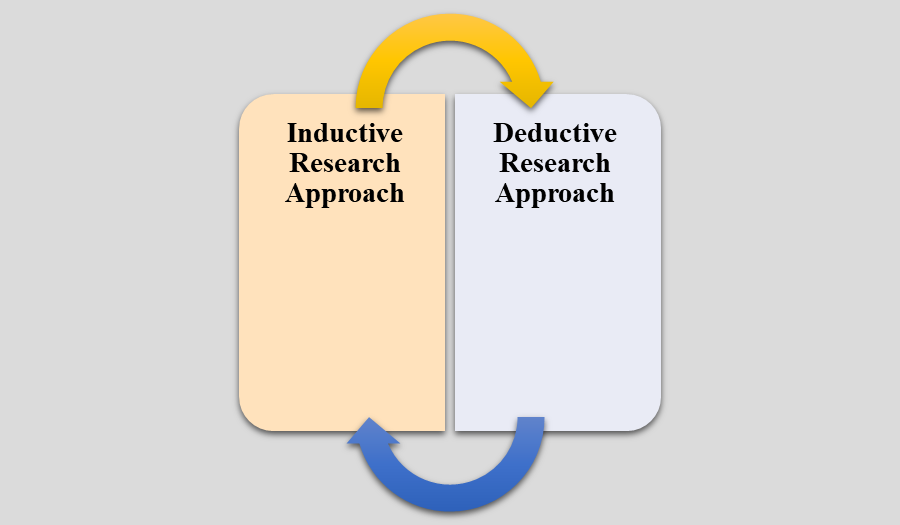 Inductive
Research
Approach
Deductive
Research
Approach